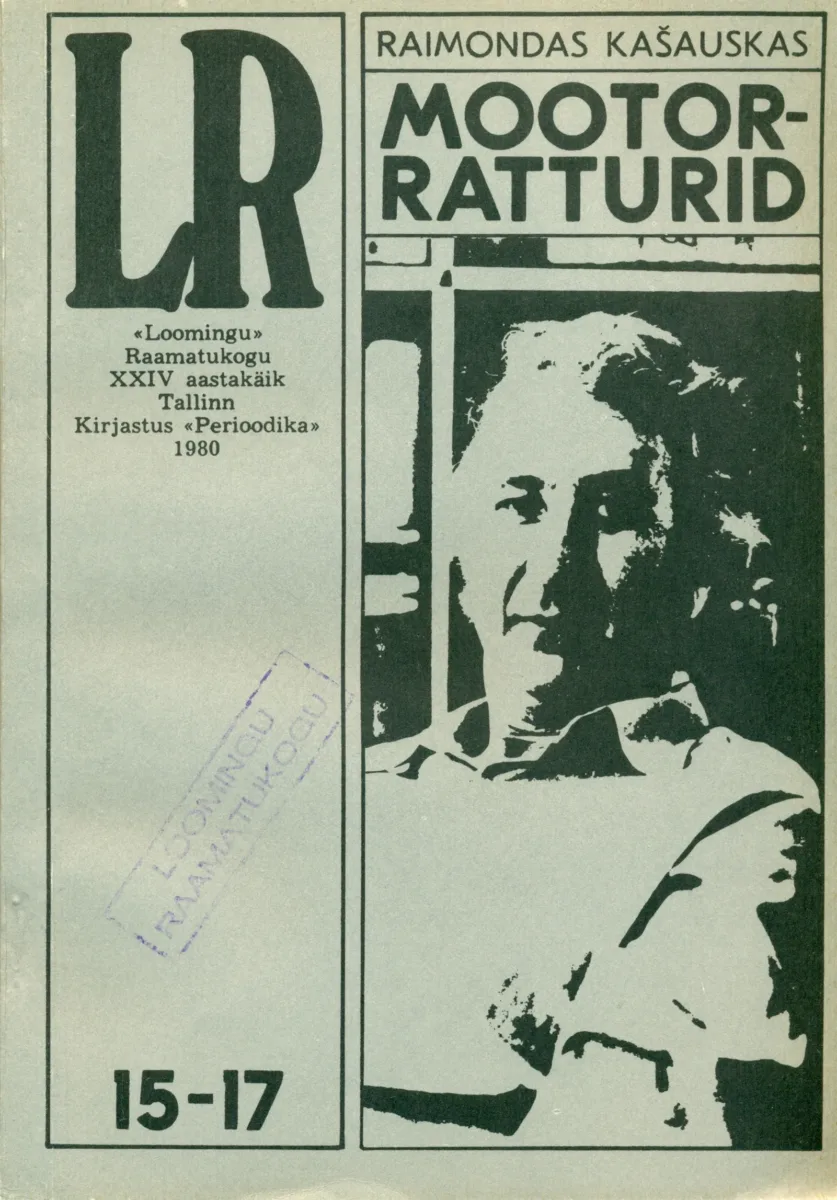 LR
«Loomingu»
Raamatukogu
XXIV aastakäik
Tallinn
Kirjastus «Perioodika»
1980
LOOMINGU
RAAMATUKOGU
15-17
RAIMONDAS KAŠAUSKAS
MOOTOR-
RATTURID